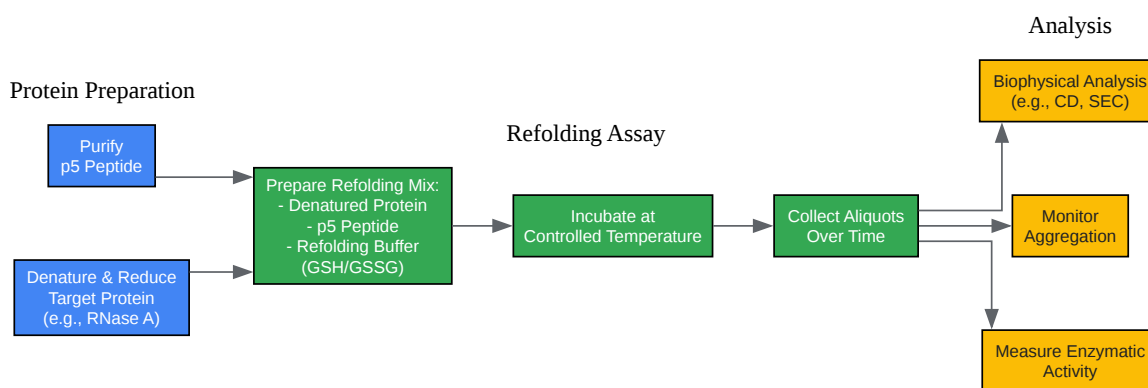 Protein Preparation
Purify
p5 Peptide
Denature & Reduce
Target Protein
(e.g., RNase A)
Refolding Assay
Prepare Refolding Mix:
- Denatured Protein
- p5 Peptide
- Refolding Buffer
(GSH/GSSG)
Incubate at
Controlled Temperature
Collect Aliquots
Over Time
Analysis
Biophysical Analysis
(e.g., CD, SEC)
Monitor
Aggregation
Measure Enzymatic
Activity